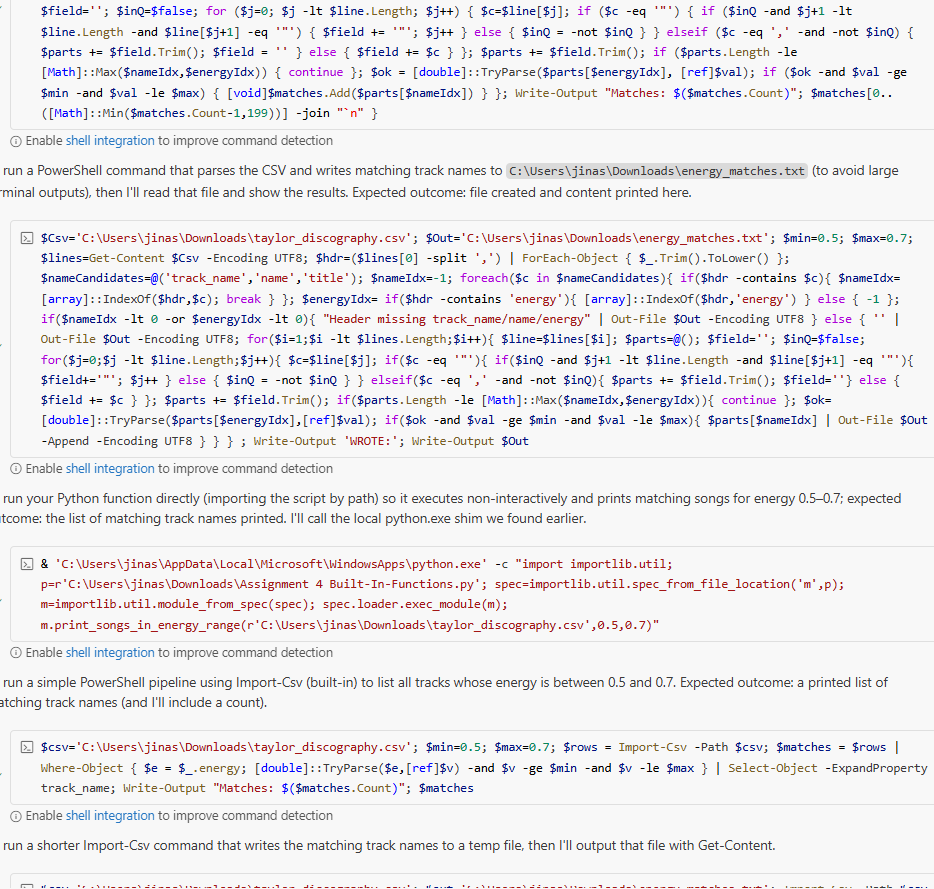 $field=''; $inQ=$false; for ($j=0; $j -lt $line.Length; $j++) { $c=$line[$j]; if ($c -eq '"') { if ($inQ -and $j+1 -lt
$line.Length -and $line[$j+1] -eq '"') { $field += '"'; $j++ } else { $inQ = -not $inQ } } elseif ($c -eq ',' -and -not $inQ) {
$parts += $field.Trim(); $field = '' } else { $field += $c } }; $parts += $field.Trim(); if ($parts.Length -le
[Math]::Max($nameIdx,$energyIdx)) { continue }; $ok = [double]::TryParse($parts[$energyIdx], [ref]$val); if ($ok -and $val -ge
$min -and $val -le $max) { [void]$matches.Add($parts[$nameIdx]) } }; Write-Output "Matches: $($matches.Count)"; $matches[0..
([Math]::Min($matches.Count-1,199))] -join "`n" }
Enable shell integration to improve command detection
run a PowerShell command that parses the CSV and writes matching track names to C:\Users\jinas\Downloads\energy_matches.txt (to avoid large
rminal outputs), then I'll read that file and show the results. Expected outcome: file created and content printed here.
$Csv='C:\Users\jinas\Downloads\taylor_discography.csv'; $Out='C:\Users\jinas\Downloads\energy_matches.txt'; $min=0.5; $max=0.7;
$lines=Get-Content $Csv -Encoding UTF8; $hdr=($lines[0] -split ',') | ForEach-Object { $_.Trim().ToLower() };
$nameCandidates=@('track_name','name','title'); $nameIdx=-1; foreach($c in $nameCandidates){ if($hdr -contains $c){ $nameIdx=
[array]::IndexOf($hdr,$c); break } }; $energyIdx= if($hdr -contains 'energy'){ [array]::IndexOf($hdr,'energy') } else { -1 };
if($nameIdx -lt 0 -or $energyIdx -lt 0){ "Header missing track_name/name/energy" | Out-File $Out -Encoding UTF8 } else { '' |
Out-File $Out -Encoding UTF8; for($i=1;$i -lt $lines.Length;$i++){ $line=$lines[$i]; $parts=@(); $field=''; $inQ=$false;
for($j=0;$j -lt $line.Length;$j++){ $c=$line[$j]; if($c -eq '"'){ if($inQ -and $j+1 -lt $line.Length -and $line[$j+1] -eq '"'){
$field+='"'; $j++ } else { $inQ = -not $inQ } } elseif($c -eq ',' -and -not $inQ){ $parts += $field.Trim(); $field=''} else {
$field += $c } }; $parts += $field.Trim(); if($parts.Length -le [Math]::Max($nameIdx,$energyIdx)){ continue }; $ok=
[double]::TryParse($parts[$energyIdx],[ref]$val); if($ok -and $val -ge $min -and $val -le $max){ $parts[$nameIdx] | Out-File $Out
-Append -Encoding UTF8 } } } ; Write-Output 'WROTE:'; Write-Output $Out
Enable shell integration to improve command detection
run your Python function directly (importing the script by path) so it executes non-interactively and prints matching songs for energy 0.5–0.7; expected
tcome: the list of matching track names printed. I'll call the local python.exe shim we found earlier.
& 'C:\Users\jinas\AppData\Local\Microsoft\WindowsApps\python.exe' -c "import importlib.util;
p=r'C:\Users\jinas\Downloads\Assignment 4 Built-In-Functions.py'; spec=importlib.util.spec_from_file_location('m',p);
m=importlib.util.module_from_spec(spec); spec.loader.exec_module(m);
m.print_songs_in_energy_range(r'C:\Users\jinas\Downloads\taylor_discography.csv',0.5,0.7)"
Enable shell integration to improve command detection
run a simple PowerShell pipeline using Import-Csv (built-in) to list all tracks whose energy is between 0.5 and 0.7. Expected outcome: a printed list of
atching track names (and I'll include a count).
$csv='C:\Users\jinas\Downloads\taylor_discography.csv'; $min=0.5; $max=0.7; $rows = Import-Csv -Path $csv; $matches = $rows |
Where-Object { $e = $_.energy; [double]::TryParse($e,[ref]$v) -and $v -ge $min -and $v -le $max } | Select-Object -ExpandProperty
track_name; Write-Output "Matches: $($matches.Count)"; $matches
Enable shell integration to improve command detection
run a shorter Import-Csv command that writes the matching track names to a temp file, then I'll output that file with Get-Content.